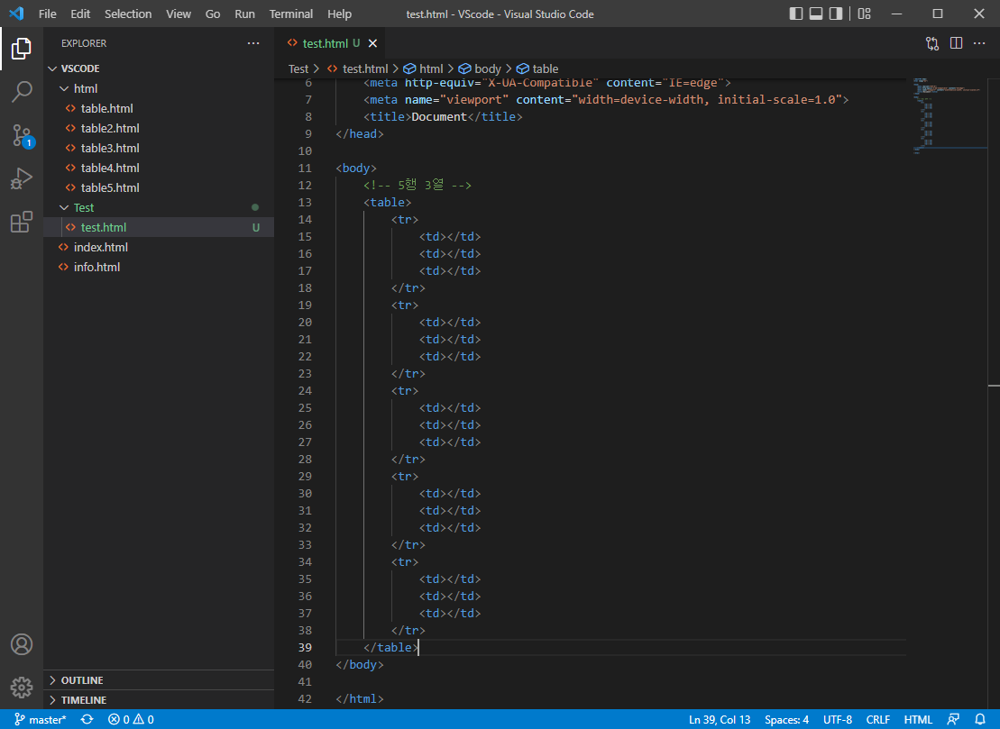 File Edit Selection View Go Run Terminal Help test.html - VScode - Visual Studio Code
EXPLORER
VSCODE
html
table.html
table2.html
table3.html
table4.html
table5.html
Test
test.html U
index.html
info.html
OUTLINE
TIMELINE
1
test.html U
Test > test.html > html > body > table
6 <meta http-equiv="X-UA-Compatible" content="IE=edge">
7 <meta name="viewport" content="width=device-width, initial-scale=1.0">
8 <title>Document</title>
9 </head>
10
11 <body>
12 <!-- 5행 3열 -->
13 <table>
14 <tr>
15 <td></td>
16 <td></td>
17 <td></td>
18 </tr>
19 <tr>
20 <td></td>
21 <td></td>
22 <td></td>
23 </tr>
24 <tr>
25 <td></td>
26 <td></td>
27 <td></td>
28 </tr>
29 <tr>
30 <td></td>
31 <td></td>
32 <td></td>
33 </tr>
34 <tr>
35 <td></td>
36 <td></td>
37 <td></td>
38 </tr>
39 </table>
40 </body>
41
42 </html>
master* 0 0 Ln 39, Col 13 Spaces: 4 UTF-8 CRLF HTML